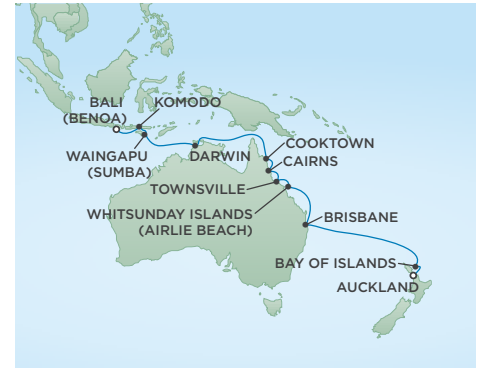 BALI
(BENOA)
KOMODO
WAINGAPU
(SUMBA)
DARWIN
COOKTOWN
CAIRNS
TOWNSVILLE
WHITSUNDAY ISLANDS
(AIRLIE BEACH)
BRISBANE
BAY OF ISLANDS
AUCKLAND